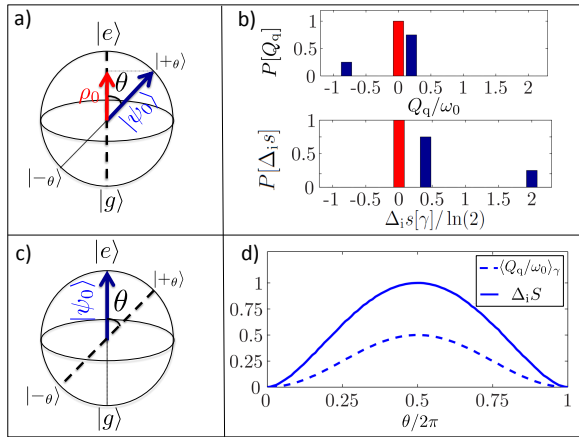 a)
|e⟩
|+θ⟩
ρ₀
θ
|ψ₀⟩
|−θ⟩
|g⟩
b)
P[Qq]
1
0.5
0
-1
-0.5
0
0.5
1
1.5
2
Qq/ω₀
P[Δᵢs]
1
0.5
0
-1
-0.5
0
0.5
1
1.5
2
Δᵢs[γ]/ln(2)
c)
|e⟩
|+θ⟩
|ψ₀⟩
θ
|−θ⟩
|g⟩
d)
⟨Qq/ω₀⟩γ
ΔᵢS
1
0.75
0.5
0.25
0
0
0.25
0.5
0.75
1
θ/2π